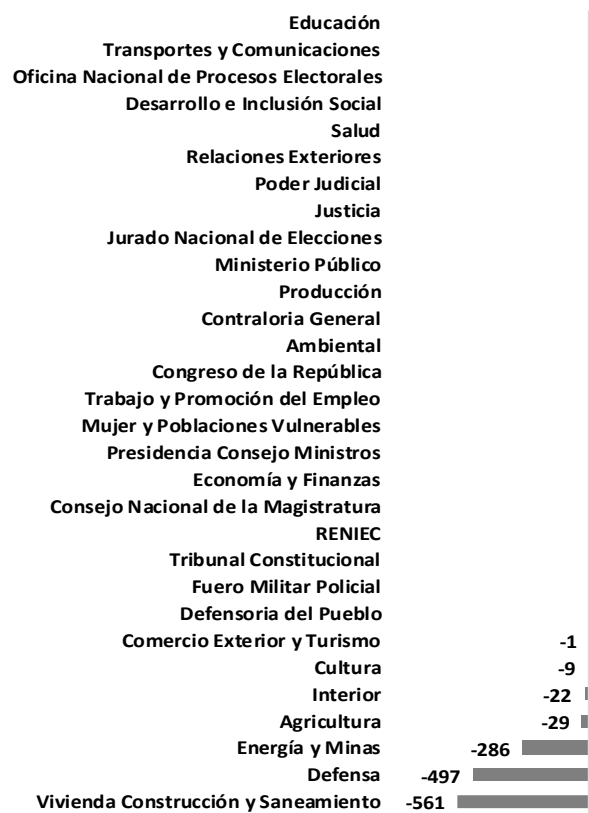 Educación
Transportes y Comunicaciones
Oficina Nacional de Procesos Electorales
Desarrollo e Inclusión Social
Salud
Relaciones Exteriores
Poder Judicial
Justicia
Jurado Nacional de Elecciones
Ministerio Público
Producción
Contraloria General
Ambiental
Congreso de la República
Trabajo y Promoción del Empleo
Mujer y Poblaciones Vulnerables
Presidencia Consejo Ministros
Economía y Finanzas
Consejo Nacional de la Magistratura
RENIEC
Tribunal Constitucional
Fuero Militar Policial
Defensoria del Pueblo
Comercio Exterior y Turismo -1
Cultura -9
Interior -22
Agricultura -29
Energía y Minas -286
Defensa -497
Vivienda Construcción y Saneamiento -561